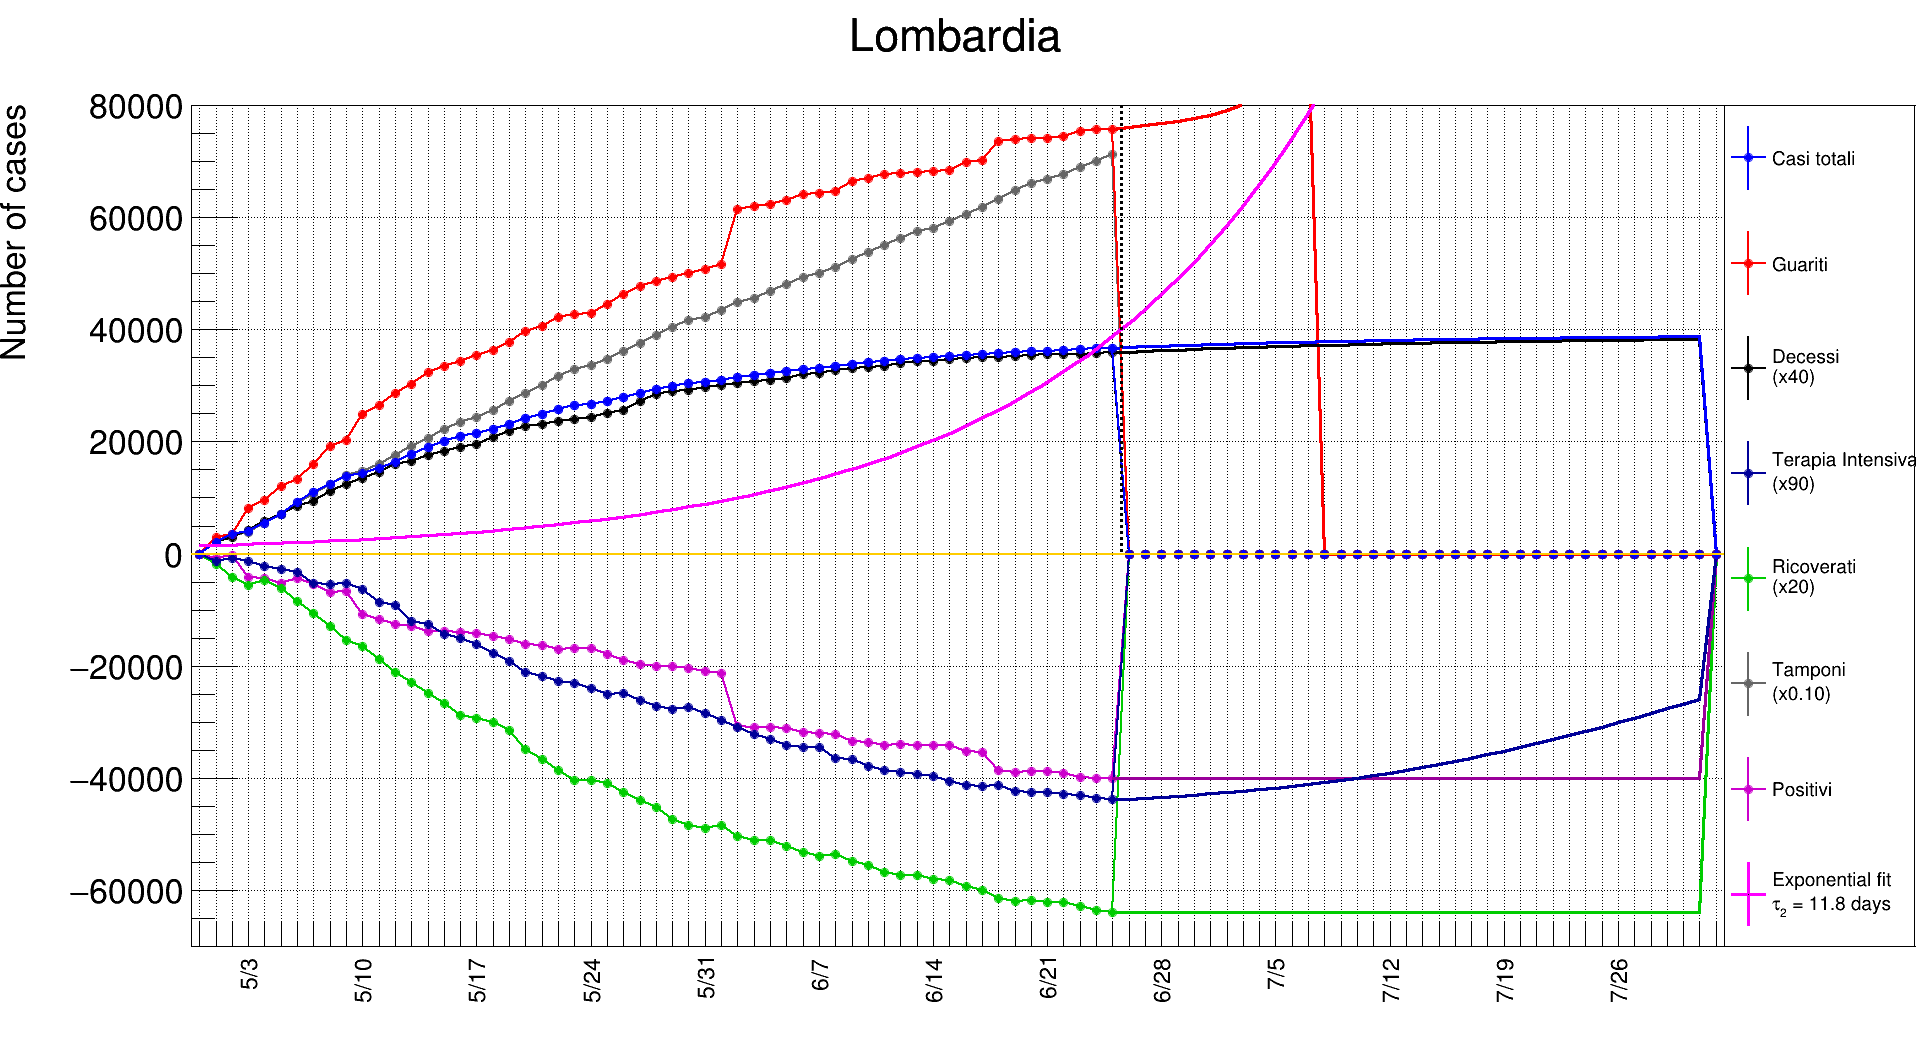 Lombardia
Number of cases
80000
60000
40000
20000
0
−20000
−40000
−60000
5/3
5/10
5/17
5/24
5/31
6/7
6/14
6/21
6/28
7/5
7/12
7/19
7/26
Casi totali
Guariti
Decessi
(x40)
Terapia Intensiva
(x90)
Ricoverati
(x20)
Tamponi
(x0.10)
Positivi
Exponential fit
τ₂ = 11.8 days